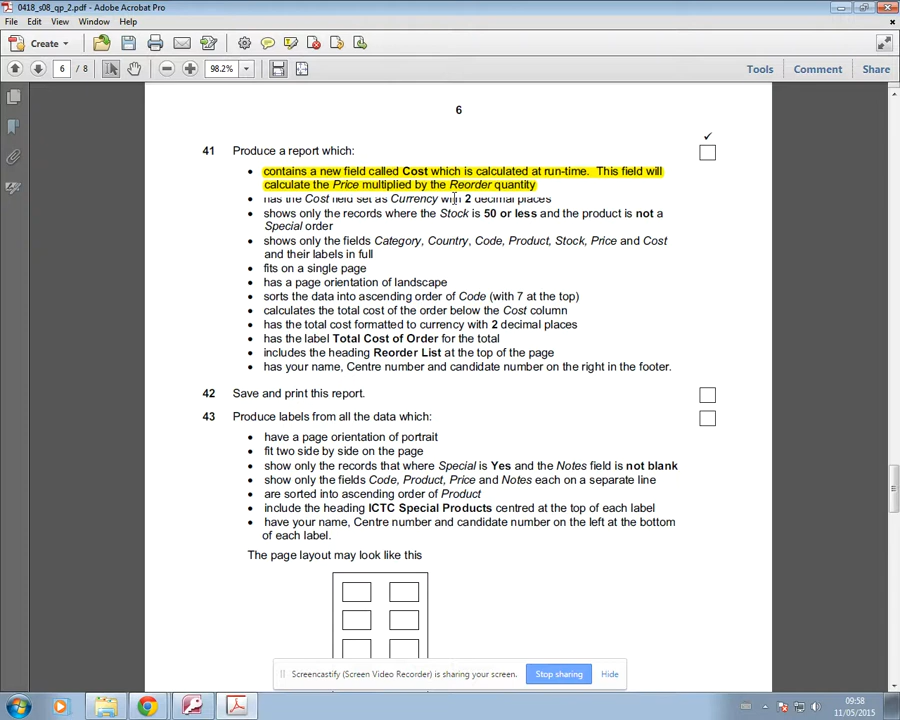 0418_s08_qp_2.pdf - Adobe Acrobat Pro
File Edit View Window Help
Create
6 / 8 98.2% Tools Comment Share
6
41 Produce a report which: ✓
• contains a new field called Cost which is calculated at run-time. This field will
calculate the Price multiplied by the Reorder quantity
• has the Cost field set as Currency with 2 decimal places
• shows only the records where the Stock is 50 or less and the product is not a
Special order
• shows only the fields Category, Country, Code, Product, Stock, Price and Cost
and their labels in full
• fits on a single page
• has a page orientation of landscape
• sorts the data into ascending order of Code (with 7 at the top)
• calculates the total cost of the order below the Cost column
• has the total cost formatted to currency with 2 decimal places
• has the label Total Cost of Order for the total
• includes the heading Reorder List at the top of the page
• has your name, Centre number and candidate number on the right in the footer.
42 Save and print this report.
43 Produce labels from all the data which:
• have a page orientation of portrait
• fit two side by side on the page
• show only the records that where Special is Yes and the Notes field is not blank
• show only the fields Code, Product, Price and Notes each on a separate line
• are sorted into ascending order of Product
• include the heading ICTC Special Products centred at the top of each label
• have your name, Centre number and candidate number on the left at the bottom
of each label.
The page layout may look like this
Screencastify (Screen Video Recorder) is sharing your screen. Stop sharing Hide
09:58
11/05/2015